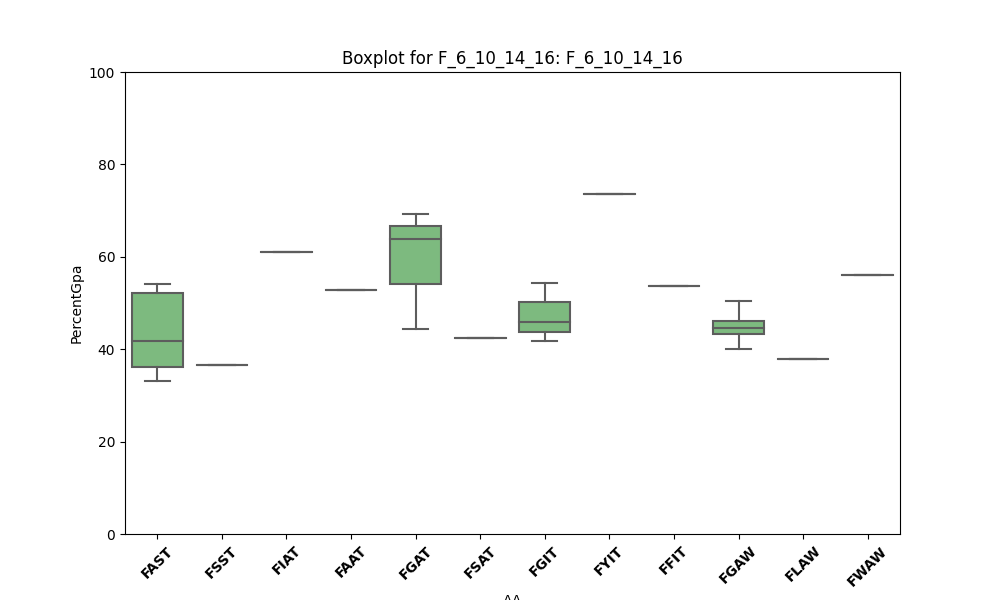 Boxplot for F_6_10_14_16: F_6_10_14_16
PercentGpa
100
80
60
40
20
0
FAST
FSST
FIAT
FAAT
FGAT
FSAT
FGIT
FYIT
FFIT
FGAW
FLAW
FWAW
AA